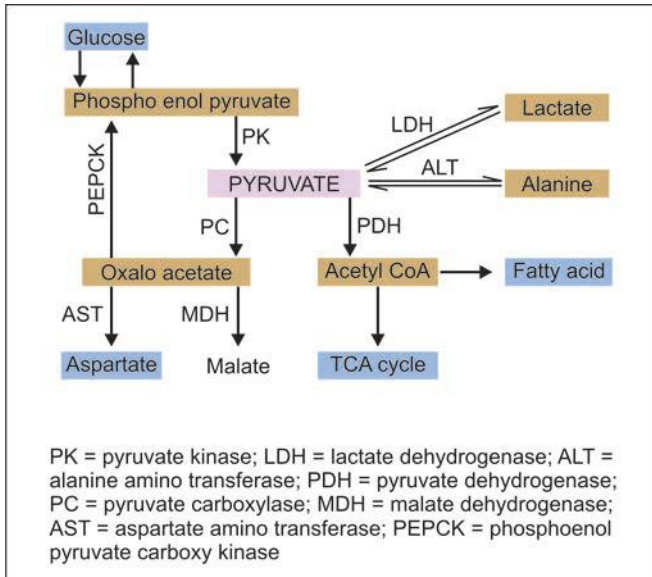 Glucose
Phospho enol pyruvate
PK
LDH
Lactate
PEPCK
PYRUVATE
ALT
Alanine
PC
PDH
Oxalo acetate
Acetyl CoA
Fatty acid
AST
MDH
Aspartate
Malate
TCA cycle
PK = pyruvate kinase; LDH = lactate dehydrogenase; ALT =
alanine amino transferase; PDH = pyruvate dehydrogenase;
PC = pyruvate carboxylase; MDH = malate dehydrogenase;
AST = aspartate amino transferase; PEPCK = phosphoenol
pyruvate carboxy kinase